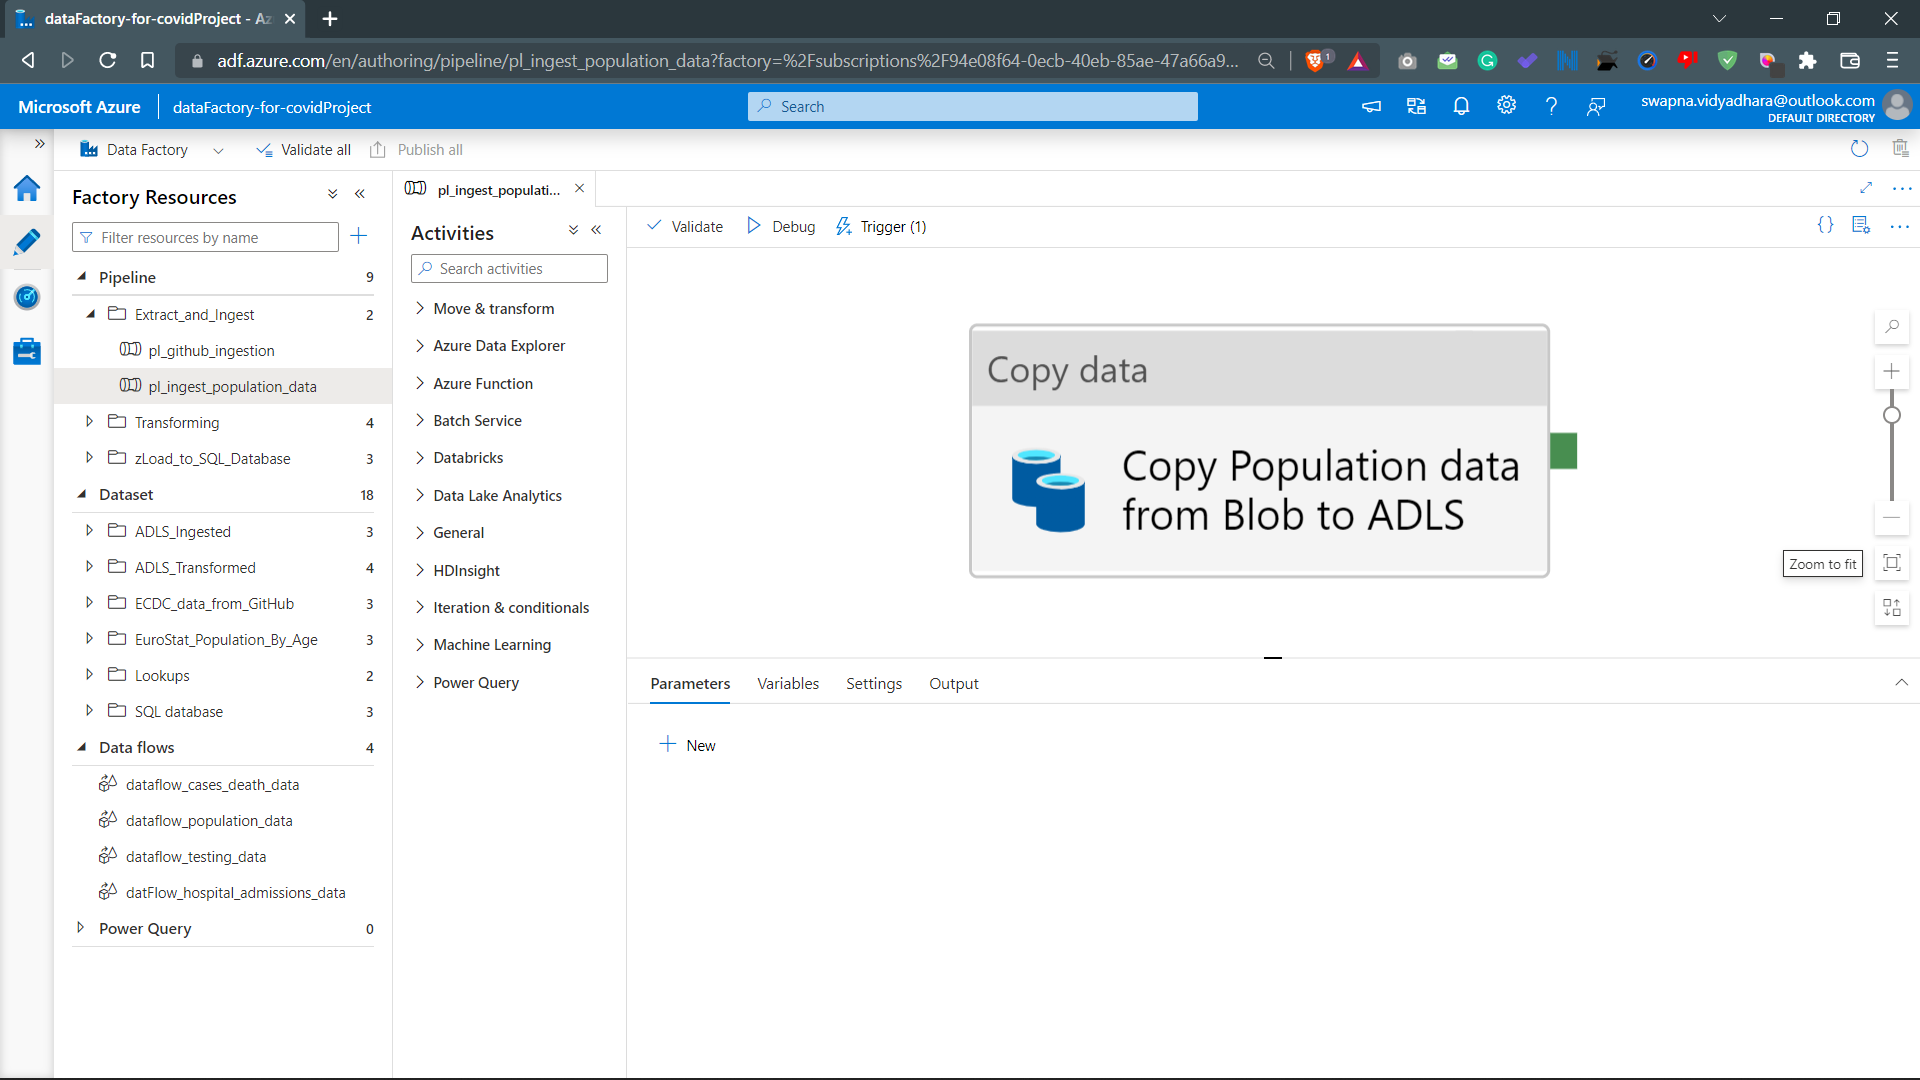 dataFactory-for-covidProject - Az
adf.azure.com/en/authoring/pipeline/pl_ingest_population_data?factory=%2Fsubscriptions%2F94e08f64-0ecb-40eb-85ae-47a66a9...
1
Microsoft Azure
dataFactory-for-covidProject
Search
swapna.vidyadhara@outlook.com
DEFAULT DIRECTORY
Data Factory
Validate all
Publish all
Factory Resources
Filter resources by name
Pipeline 9
Extract_and_Ingest 2
pl_github_ingestion
pl_ingest_population_data
Transforming 4
zLoad_to_SQL_Database 3
Dataset 18
ADLS_Ingested 3
ADLS_Transformed 4
ECDC_data_from_GitHub 3
EuroStat_Population_By_Age 3
Lookups 2
SQL database 3
Data flows 4
dataflow_cases_death_data
dataflow_population_data
dataflow_testing_data
datFlow_hospital_admissions_data
Power Query 0
pl_ingest_populati...
Activities
Search activities
Move & transform
Azure Data Explorer
Azure Function
Batch Service
Databricks
Data Lake Analytics
General
HDInsight
Iteration & conditionals
Machine Learning
Power Query
Validate
Debug
Trigger (1)
Copy data
Copy Population data
from Blob to ADLS
Zoom to fit
Parameters
Variables
Settings
Output
New